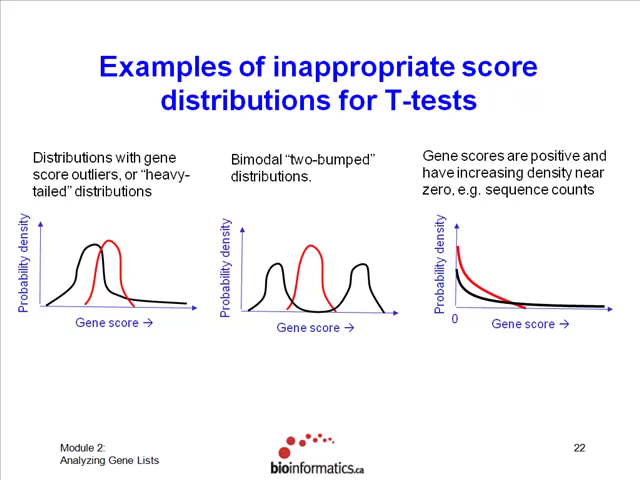 Examples of inappropriate score
distributions for T-tests
Distributions with gene
score outliers, or “heavy-
tailed” distributions
Bimodal “two-bumped”
distributions.
Gene scores are positive and
have increasing density near
zero, e.g. sequence counts
Probability density
Gene score →
Probability density
Gene score →
Probability density
0
Gene score →
Module 2:
Analyzing Gene Lists
bioinformatics.ca
22